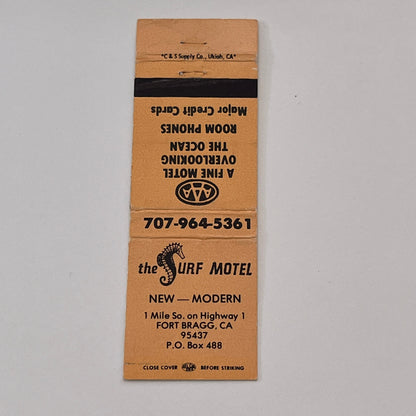 *C & S Supply Co., Ukiah, CA*
A FINE MOTEL
OVERLOOKING
THE OCEAN
ROOM PHONES
Major Credit Cards
AAA
707-964-5361
the SURF MOTEL
NEW — MODERN
1 Mile So. on Highway 1
FORT BRAGG, CA
95437
P.O. Box 488
CLOSE COVER BEFORE STRIKING